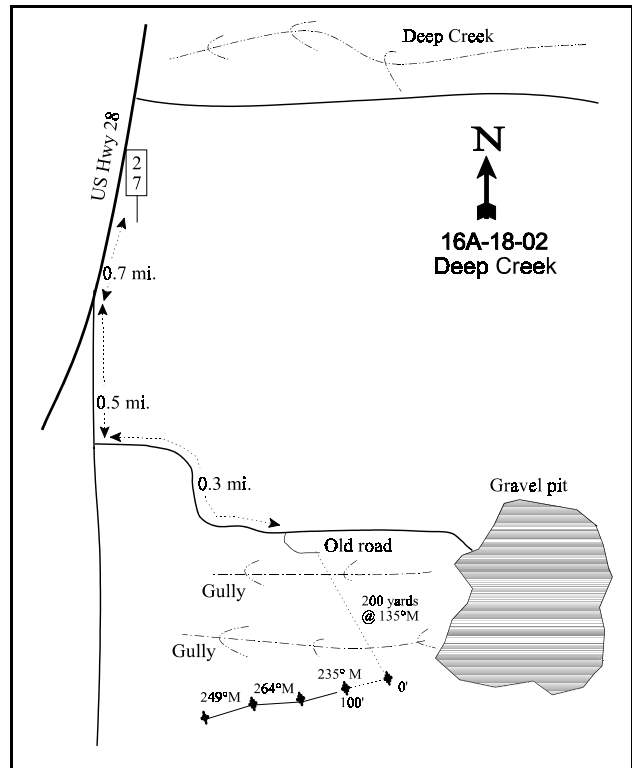 Deep Creek
US Hwy 28
2
7
N
16A-18-02
Deep Creek
0.7 mi.
0.5 mi.
0.3 mi.
Gravel pit
Old road
Gully
200 yards
@ 135°M
Gully
235° M
264°M
249°M
0'
100'